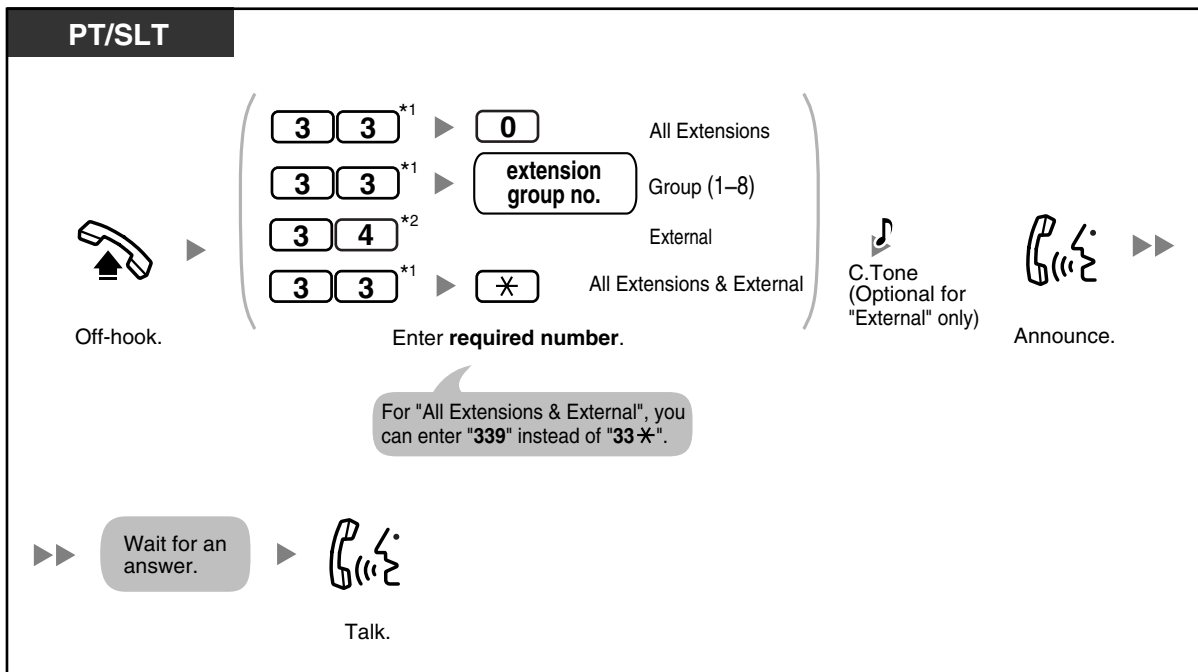 PT/SLT
3 3 *1 0 All Extensions
3 3 *1 extension group no. Group (1–8)
3 4 *2 External
3 3 *1 ✳ All Extensions & External
C.Tone
(Optional for
"External" only)
Off-hook.
Enter required number.
Announce.
For "All Extensions & External", you
can enter "339" instead of "33✳".
Wait for an
answer.
Talk.